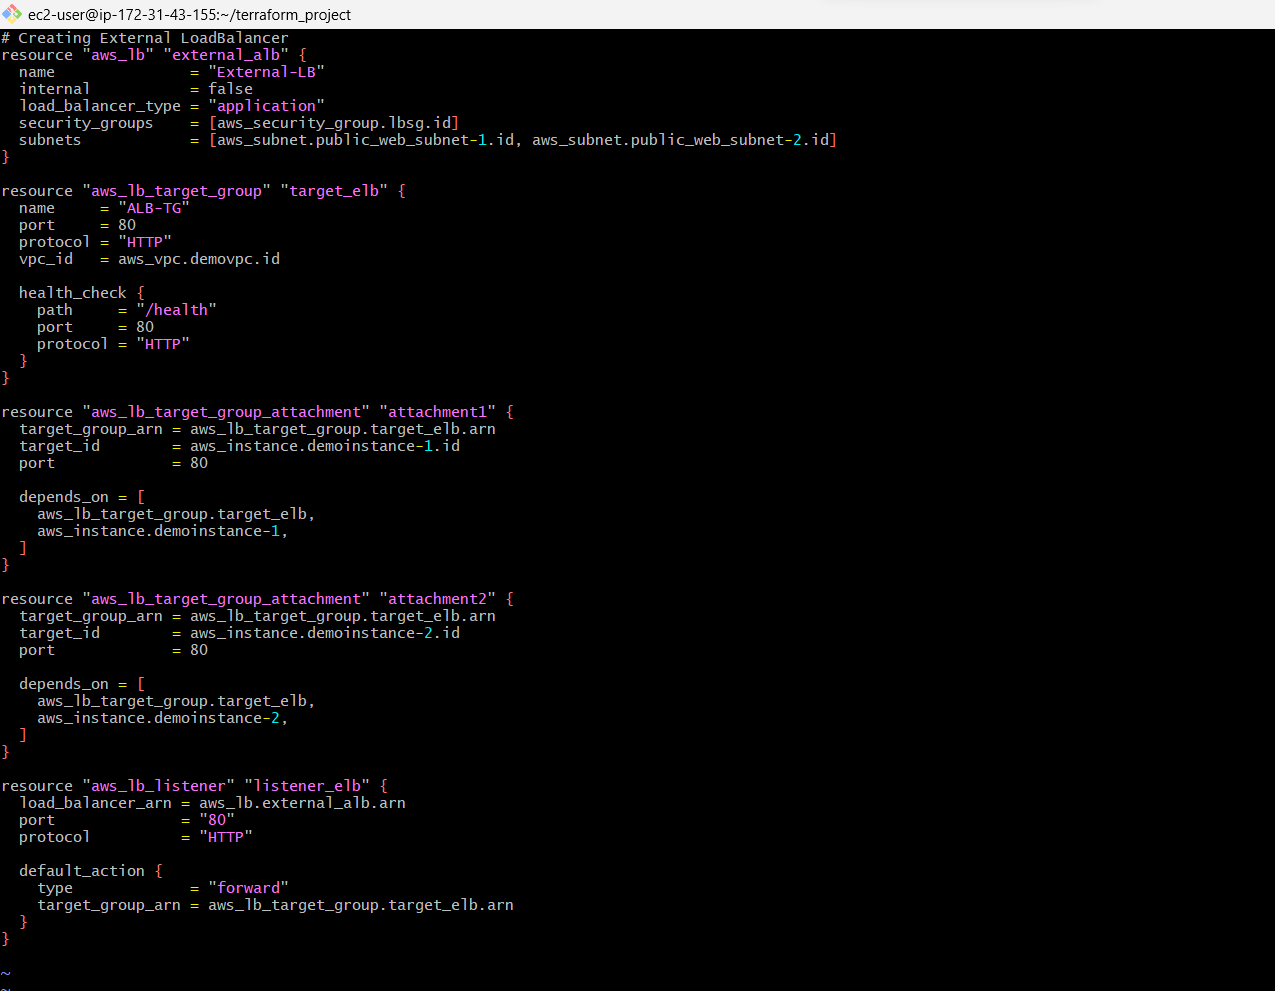 ec2-user@ip-172-31-43-155:~/terraform_project
# Creating External LoadBalancer
resource "aws_lb" "external_alb" {
  name               = "External-LB"
  internal           = false
  load_balancer_type = "application"
  security_groups    = [aws_security_group.lbsg.id]
  subnets            = [aws_subnet.public_web_subnet-1.id, aws_subnet.public_web_subnet-2.id]
}

resource "aws_lb_target_group" "target_elb" {
  name     = "ALB-TG"
  port     = 80
  protocol = "HTTP"
  vpc_id   = aws_vpc.demovpc.id

  health_check {
    path     = "/health"
    port     = 80
    protocol = "HTTP"
  }
}

resource "aws_lb_target_group_attachment" "attachment1" {
  target_group_arn = aws_lb_target_group.target_elb.arn
  target_id        = aws_instance.demoinstance-1.id
  port             = 80

  depends_on = [
    aws_lb_target_group.target_elb,
    aws_instance.demoinstance-1,
  ]
}

resource "aws_lb_target_group_attachment" "attachment2" {
  target_group_arn = aws_lb_target_group.target_elb.arn
  target_id        = aws_instance.demoinstance-2.id
  port             = 80

  depends_on = [
    aws_lb_target_group.target_elb,
    aws_instance.demoinstance-2,
  ]
}

resource "aws_lb_listener" "listener_elb" {
  load_balancer_arn = aws_lb.external_alb.arn
  port              = "80"
  protocol          = "HTTP"

  default_action {
    type             = "forward"
    target_group_arn = aws_lb_target_group.target_elb.arn
  }
}

~
~